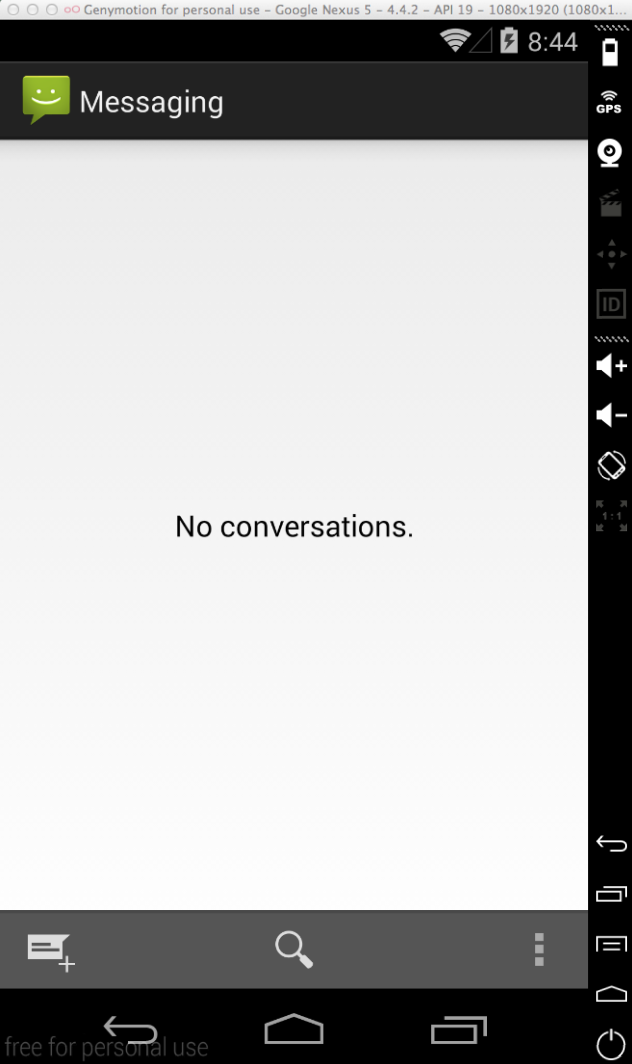 Genymotion for personal use - Google Nexus 5 - 4.4.2 - API 19 - 1080x1920 (1080x1...
8:44
GPS
Messaging
ID
1:1
No conversations.
free for personal use